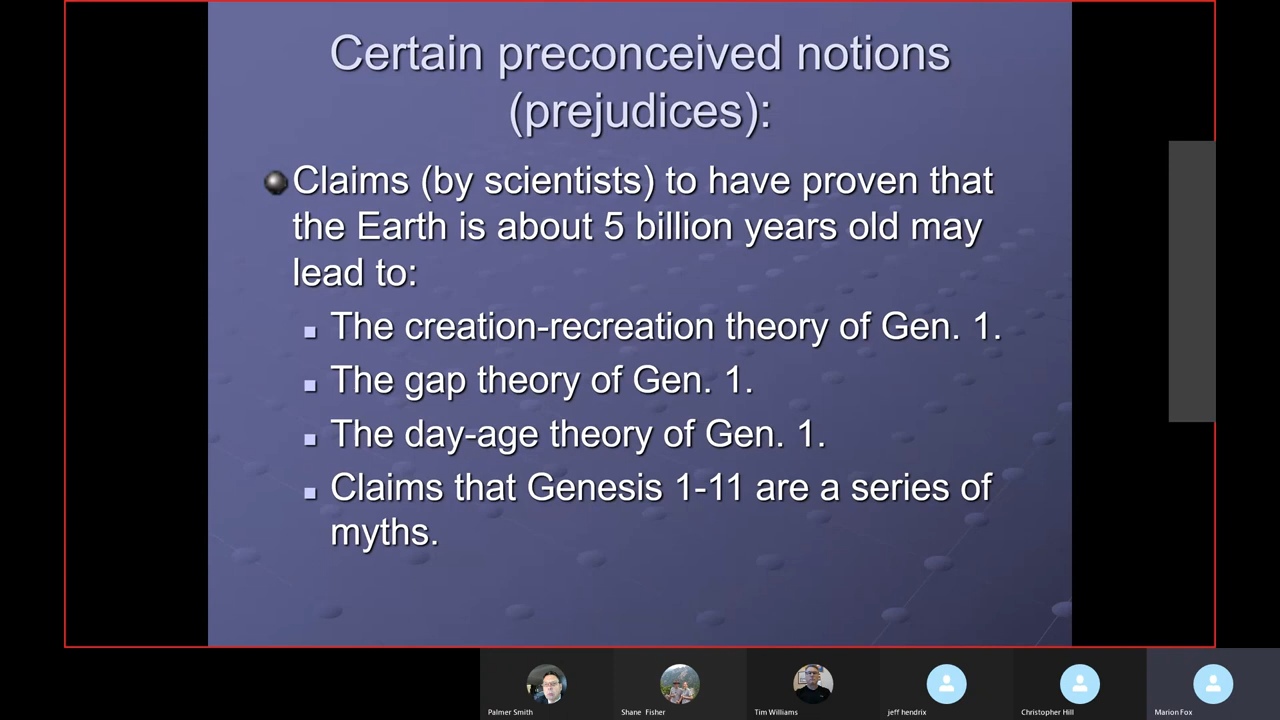 Certain preconceived notions
(prejudices):
Claims (by scientists) to have proven that
the Earth is about 5 billion years old may
lead to:
The creation-recreation theory of Gen. 1.
The gap theory of Gen. 1.
The day-age theory of Gen. 1.
Claims that Genesis 1-11 are a series of
myths.
Palmer Smith
Shane Fisher
Tim Williams
jeff hendrix
Christopher Hill
Marion Fox